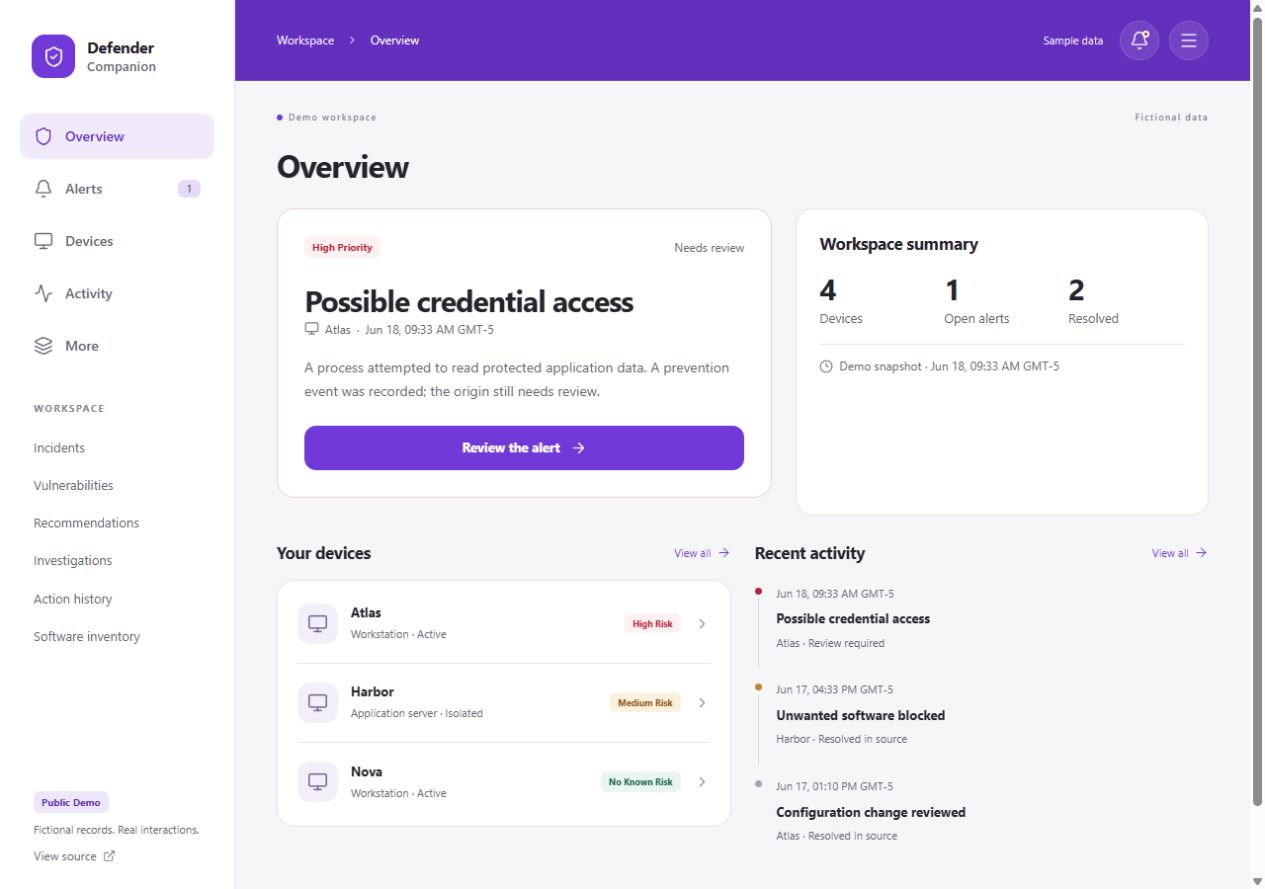 Defender
Companion
Overview
Alerts
1
Devices
Activity
More
WORKSPACE
Incidents
Vulnerabilities
Recommendations
Investigations
Action history
Software inventory
Public Demo
Fictional records. Real interactions.
View source
Workspace
Overview
Sample data
Demo workspace
Fictional data
Overview
High Priority
Needs review
Possible credential access
Atlas · Jun 18, 09:33 AM GMT-5
A process attempted to read protected application data. A prevention
event was recorded; the origin still needs review.
Review the alert
Workspace summary
4
Devices
1
Open alerts
2
Resolved
Demo snapshot · Jun 18, 09:33 AM GMT-5
Your devices
View all
Atlas
Workstation · Active
High Risk
Harbor
Application server · Isolated
Medium Risk
Nova
Workstation · Active
No Known Risk
Recent activity
View all
Jun 18, 09:33 AM GMT-5
Possible credential access
Atlas · Review required
Jun 17, 04:33 PM GMT-5
Unwanted software blocked
Harbor · Resolved in source
Jun 17, 01:10 PM GMT-5
Configuration change reviewed
Atlas · Resolved in source